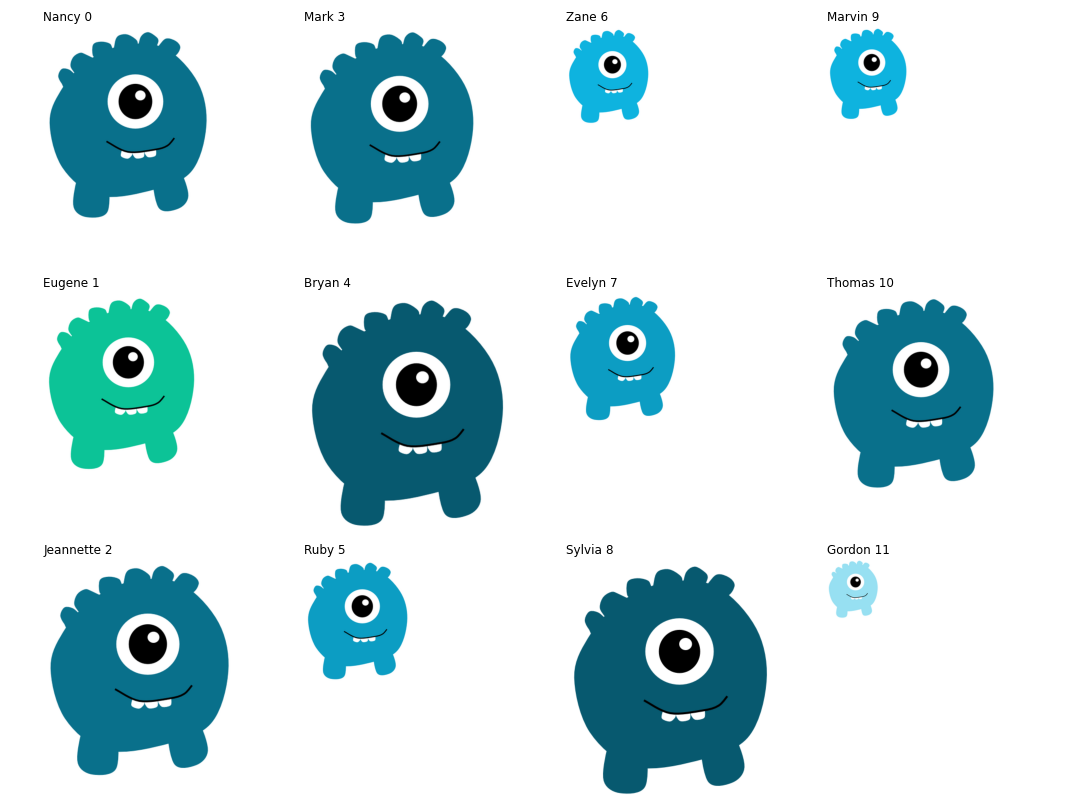 Nancy 0
Mark 3
Zane 6
Marvin 9
Eugene 1
Bryan 4
Evelyn 7
Thomas 10
Jeannette 2
Ruby 5
Sylvia 8
Gordon 11